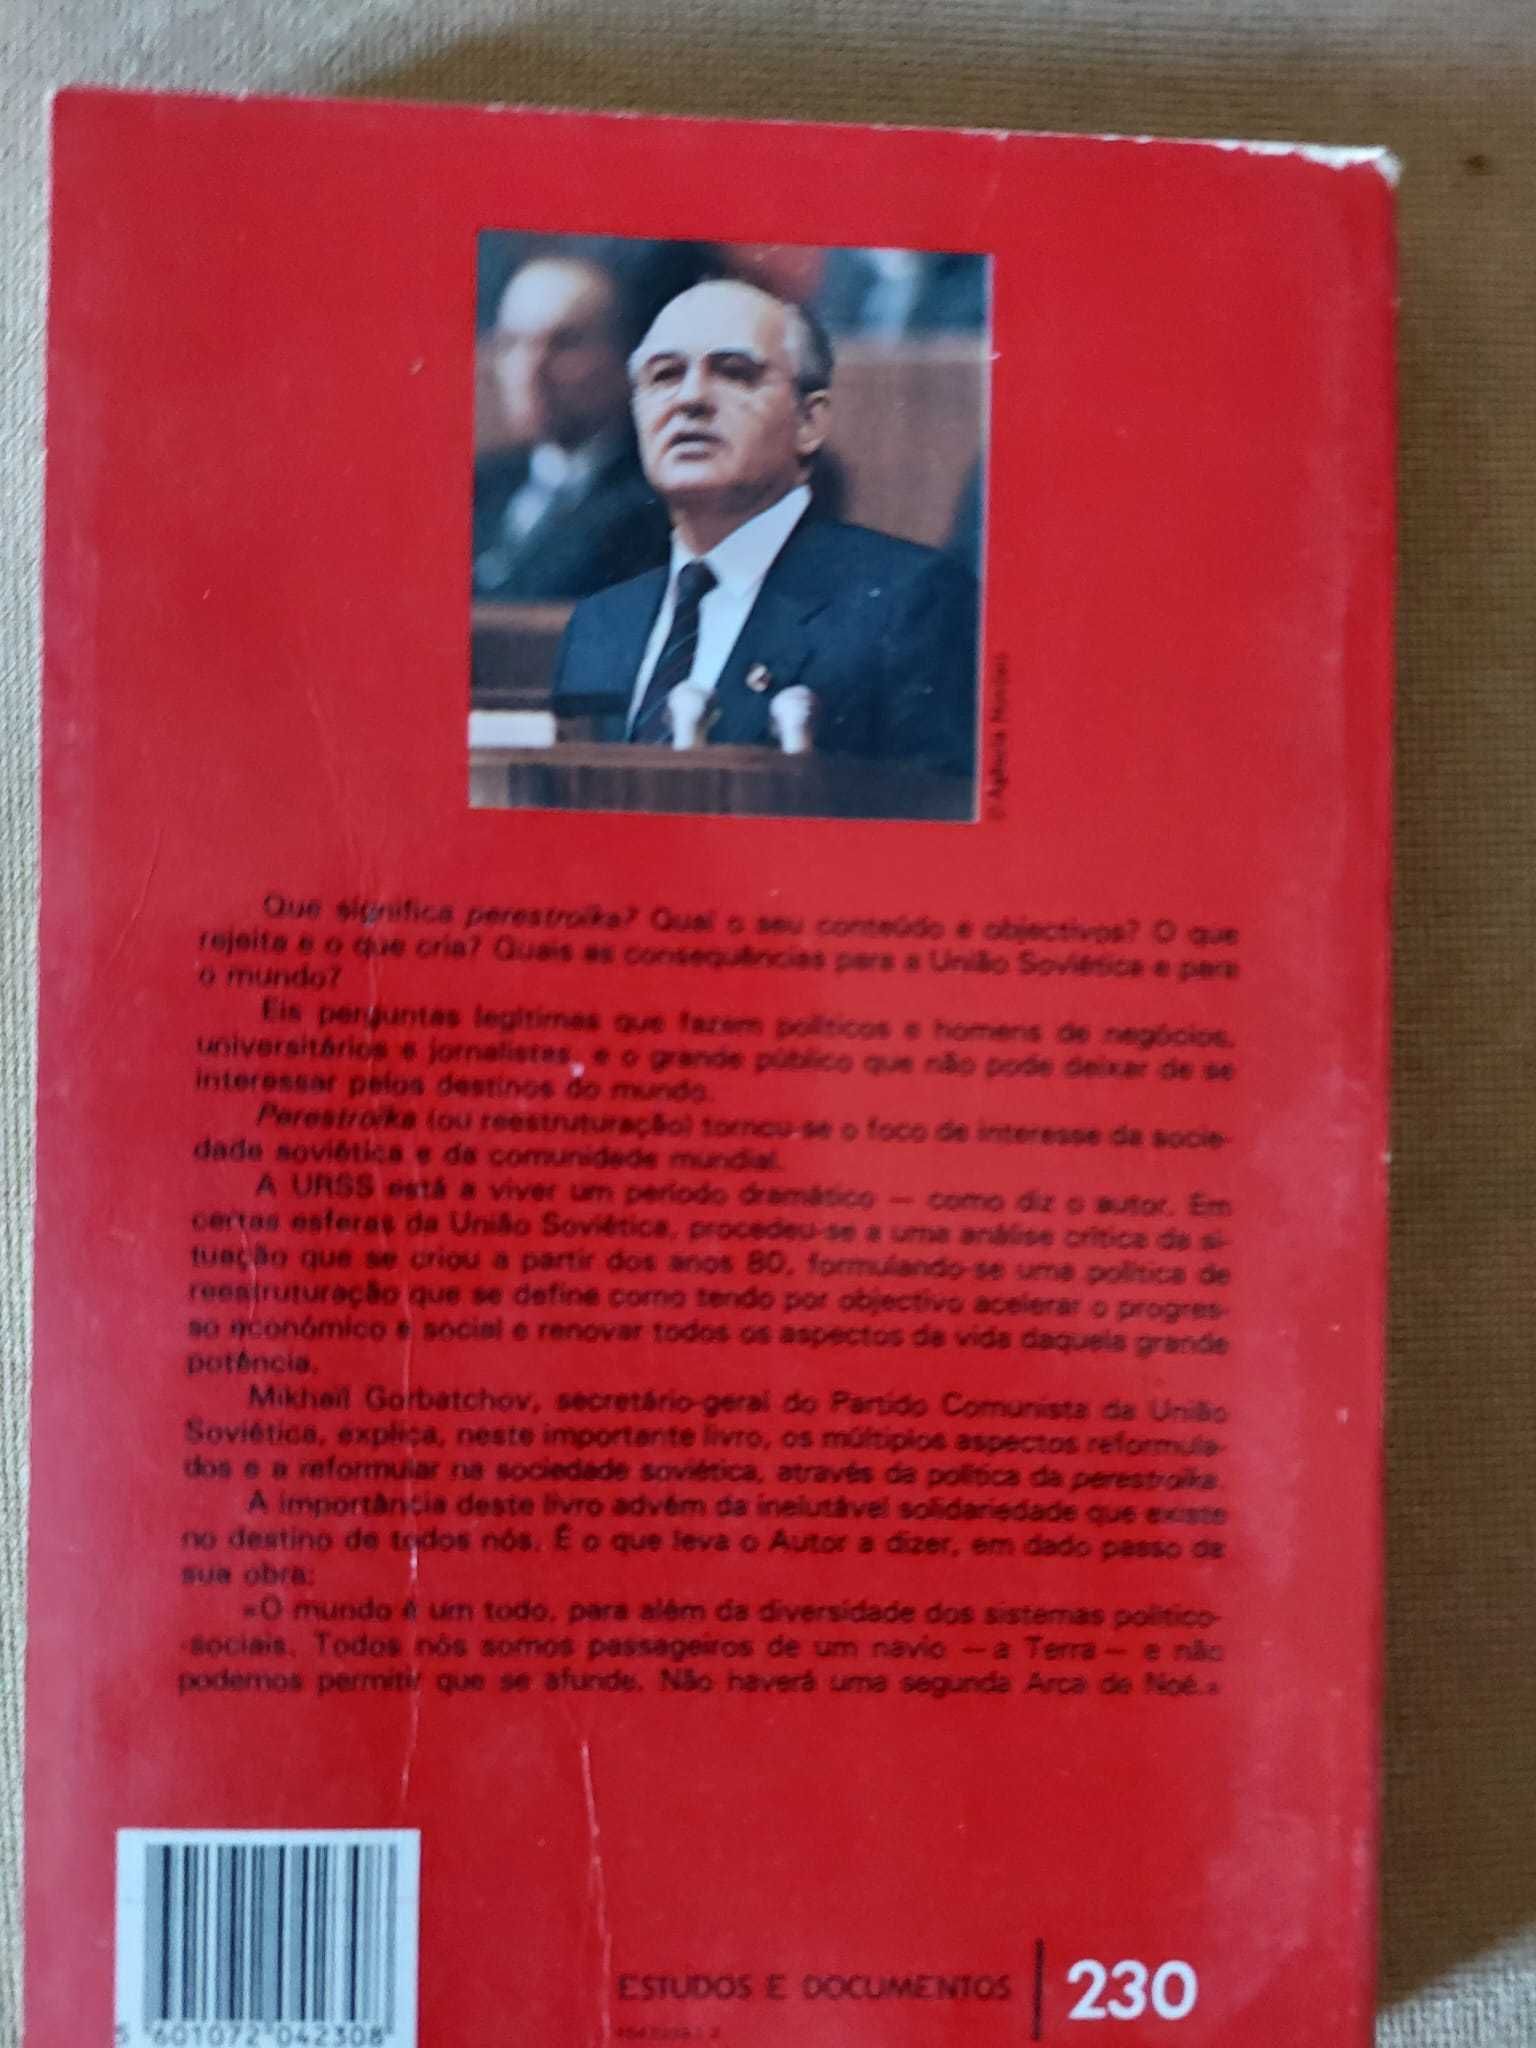 © Agência Novosti
Que significa perestroïka? Qual o seu conteúdo e objectivos? O que
rejeita e o que cria? Quais as consequências para a União Soviética e para
o mundo?
Eis perguntas legítimas que fazem políticos e homens de negócios,
universitários e jornalistas, e o grande público que não pode deixar de se
interessar pelos destinos do mundo.
Perestroïka (ou reestruturação) tornou-se o foco de interesse da socie-
dade soviética e da comunidade mundial.
A URSS está a viver um período dramático — como diz o autor. Em
certas esferas da União Soviética, procedeu-se a uma análise crítica da si-
tuação que se criou a partir dos anos 80, formulando-se uma política de
reestruturação que se define como tendo por objectivo acelerar o progres-
so económico e social e renovar todos os aspectos da vida daquela grande
potência.
Mikhaïl Gorbatchov, secretário-geral do Partido Comunista da União
Soviética, explica, neste importante livro, os múltiplos aspectos reformula-
dos e a reformular na sociedade soviética, através da política da perestroïka.
A importância deste livro advém da inelutável solidariedade que existe
no destino de todos nós. É o que leva o Autor a dizer, em dado passo da
sua obra:
«O mundo é um todo, para além da diversidade dos sistemas político-
-sociais. Todos nós somos passageiros de um navio — a Terra — e não
podemos permitir que se afunde. Não haverá uma segunda Arca de Noé.»
ESTUDOS E DOCUMENTOS 230
5 601072 042308